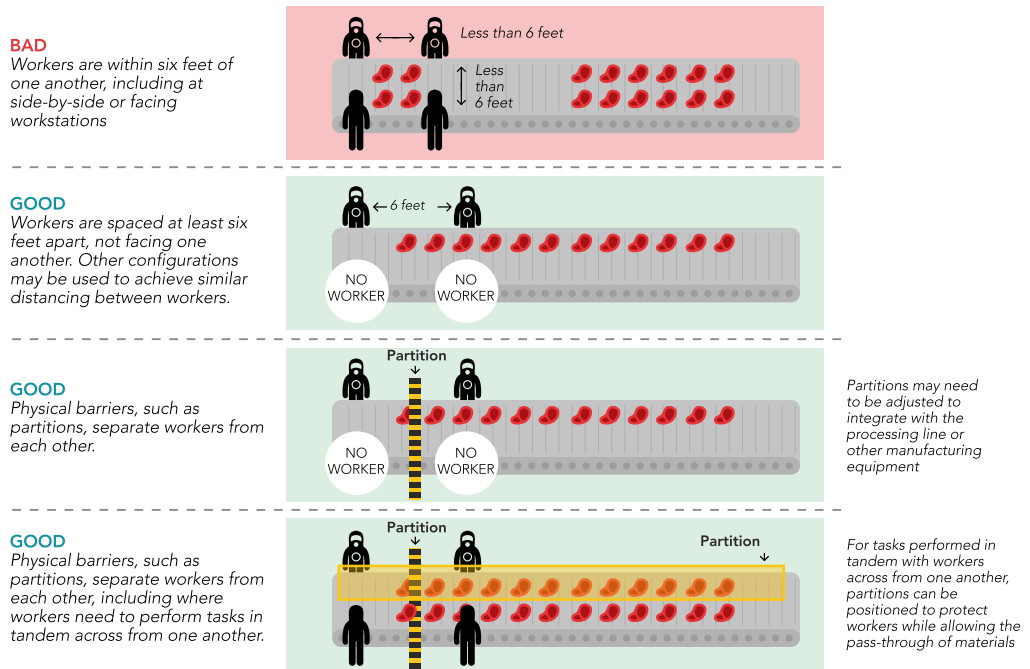 BAD
Workers are within six feet of
one another, including at
side-by-side or facing
workstations
Less than 6 feet
Less
than
6 feet
GOOD
Workers are spaced at least six
feet apart, not facing one
another. Other configurations
may be used to achieve similar
distancing between workers.
6 feet
NO
WORKER
NO
WORKER
GOOD
Physical barriers, such as
partitions, separate workers from
each other.
Partition
NO
WORKER
NO
WORKER
Partitions may need
to be adjusted to
integrate with the
processing line or
other manufacturing
equipment
GOOD
Physical barriers, such as
partitions, separate workers from
each other, including where
workers need to perform tasks in
tandem across from one another.
Partition
Partition
For tasks performed in
tandem with workers
across from one another,
partitions can be
positioned to protect
workers while allowing the
pass-through of materials